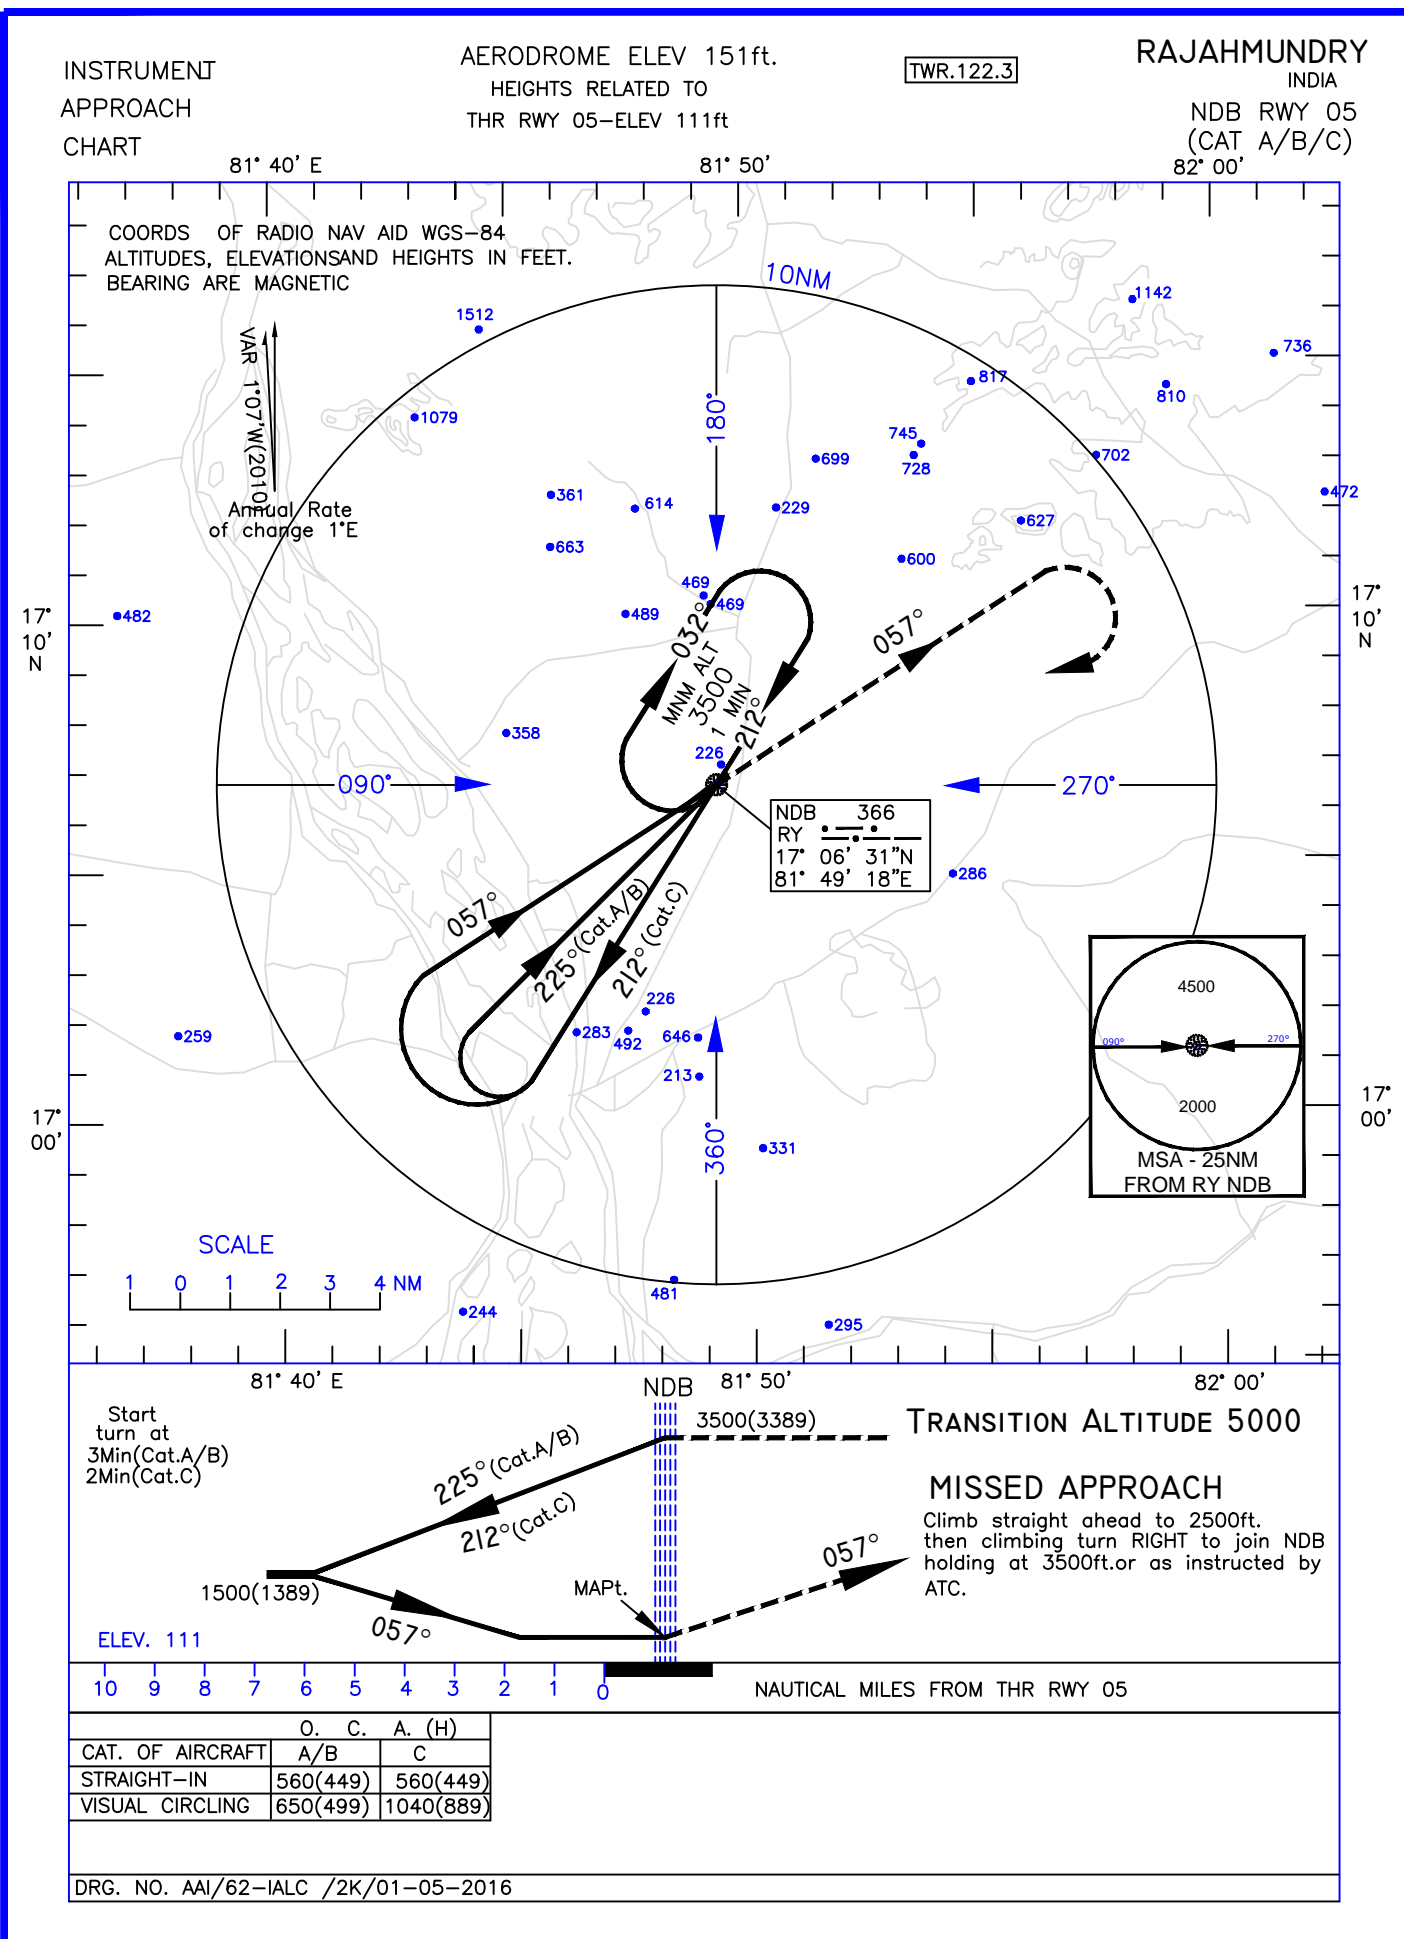 INSTRUMENT
APPROACH
CHART
AERODROME ELEV 151ft.
HEIGHTS RELATED TO
THR RWY 05-ELEV 111ft
TWR.122.3
RAJAHMUNDRY
INDIA
NDB RWY 05
(CAT A/B/C)
81° 40' E
81° 50'
82° 00'
COORDS OF RADIO NAV AID WGS-84
ALTITUDES, ELEVATIONSAND HEIGHTS IN FEET.
BEARING ARE MAGNETIC
10NM
VAR 1°07'W(2010)
Annual Rate
of change 1°E
1512
1142
736
817
810
1079
745
728
699
702
472
361
614
229
627
663
600
469
469
482
489
17°
10'
N
17°
10'
N
180°
032°
MNM ALT
3500
1 MIN
212°
057°
358
226
090°
270°
NDB 366
RY
17° 06' 31"N
81° 49' 18"E
286
057°
225°(Cat.A/B)
212°(Cat.C)
226
259
283
492
646
213
331
360°
4500
090°
270°
2000
MSA - 25NM
FROM RY NDB
17°
00'
17°
00'
SCALE
1 0 1 2 3 4 NM
481
244
295
81° 40' E
81° 50'
82° 00'
NDB
Start
turn at
3Min(Cat.A/B)
2Min(Cat.C)
3500(3389)
225°(Cat.A/B)
212°(Cat.C)
1500(1389)
057°
MAPt.
057°
TRANSITION ALTITUDE 5000
MISSED APPROACH
Climb straight ahead to 2500ft.
then climbing turn RIGHT to join NDB
holding at 3500ft.or as instructed by
ATC.
ELEV. 111
10 9 8 7 6 5 4 3 2 1 0
NAUTICAL MILES FROM THR RWY 05
O. C. A. (H)
CAT. OF AIRCRAFT A/B C
STRAIGHT-IN 560(449) 560(449)
VISUAL CIRCLING 650(499) 1040(889)
DRG. NO. AAI/62-IALC /2K/01-05-2016